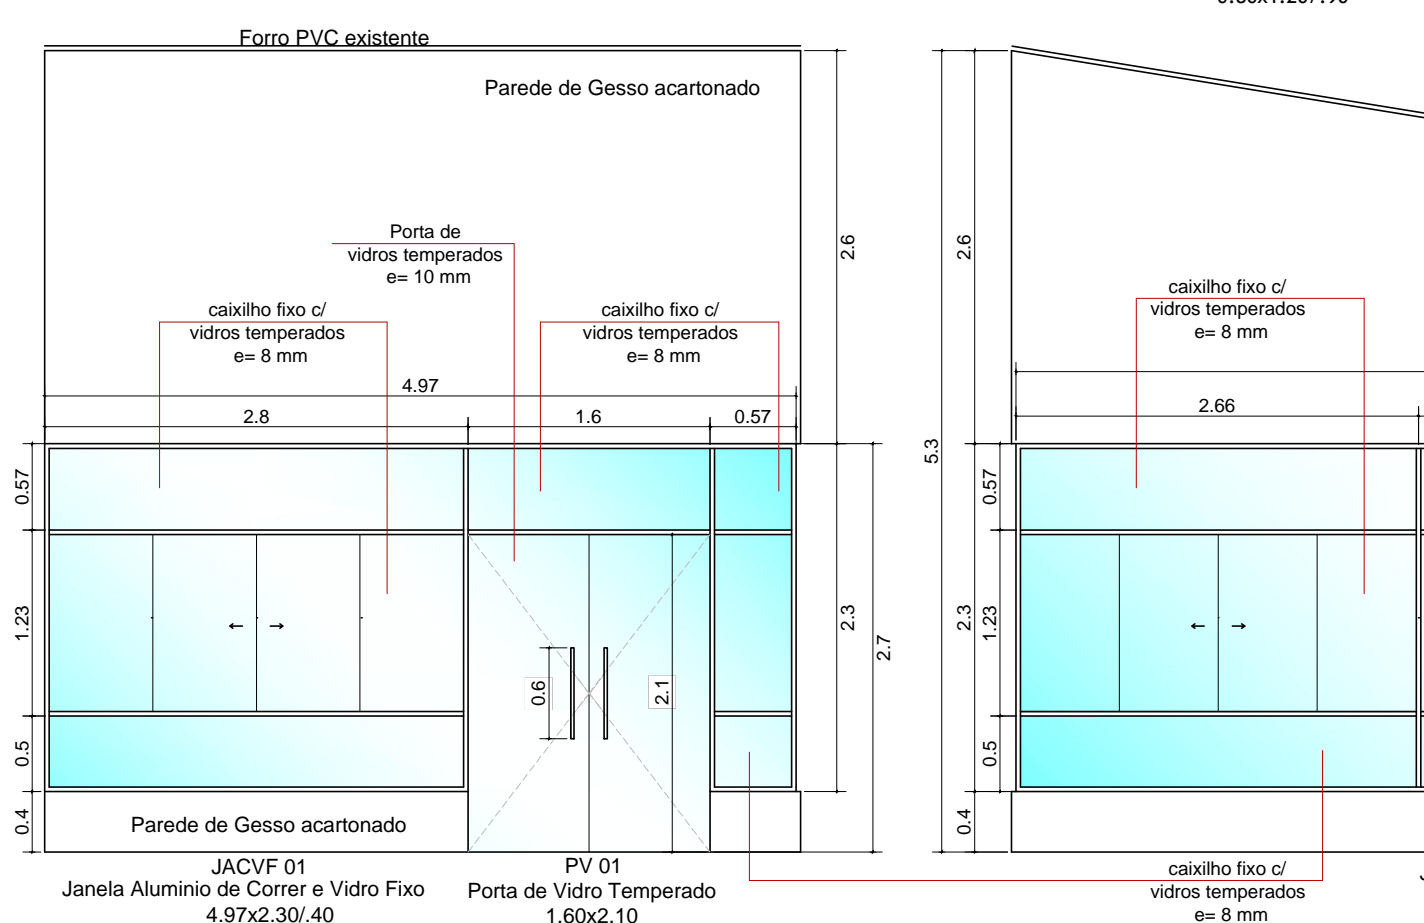 Forro PVC existente
Parede de Gesso acartonado
2.6
Porta de
vidros temperados
e= 10 mm
caixilho fixo c/
vidros temperados
e= 8 mm
caixilho fixo c/
vidros temperados
e= 8 mm
4.97
2.8
1.6
0.57
0.57
1.23
0.5
0.4
0.6
2.1
2.3
2.7
Parede de Gesso acartonado
JACVF 01
Janela Aluminio de Correr e Vidro Fixo
4.97x2.30/.40
PV 01
Porta de Vidro Temperado
1.60x2.10
5.3
2.6
caixilho fixo c/
vidros temperados
e= 8 mm
2.66
0.57
2.3
1.23
0.5
0.4
caixilho fixo c/
vidros temperados
e= 8 mm